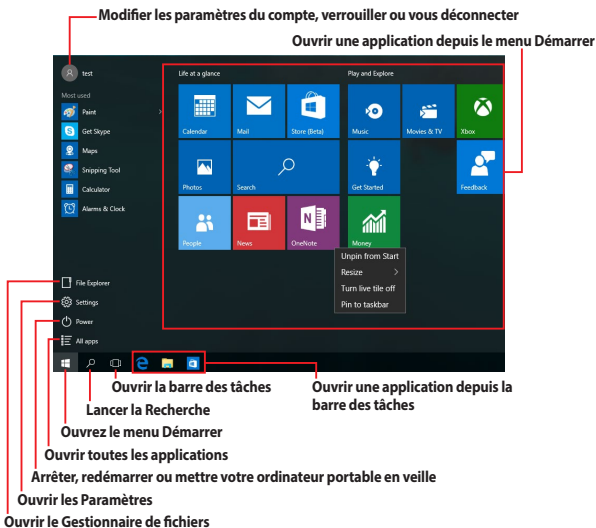 Modifier les paramètres du compte, verrouiller ou vous déconnecter
Ouvrir une application depuis le menu Démarrer
test
Most used
Paint
Get Skype
Maps
Snipping Tool
Calculator
Alarms & Clock
File Explorer
Settings
Power
All apps
Life at a glance
Play and Explore
Calendar
Mail
Store (Beta)
Music
Movies & TV
Xbox
Photos
Search
Get Started
Feedback
People
News
OneNote
Money
Unpin from Start
Resize
Turn live tile off
Pin to taskbar
Ouvrir la barre des tâches
Ouvrir une application depuis la
barre des tâches
Lancer la Recherche
Ouvrez le menu Démarrer
Ouvrir toutes les applications
Arrêter, redémarrer ou mettre votre ordinateur portable en veille
Ouvrir les Paramètres
Ouvrir le Gestionnaire de fichiers